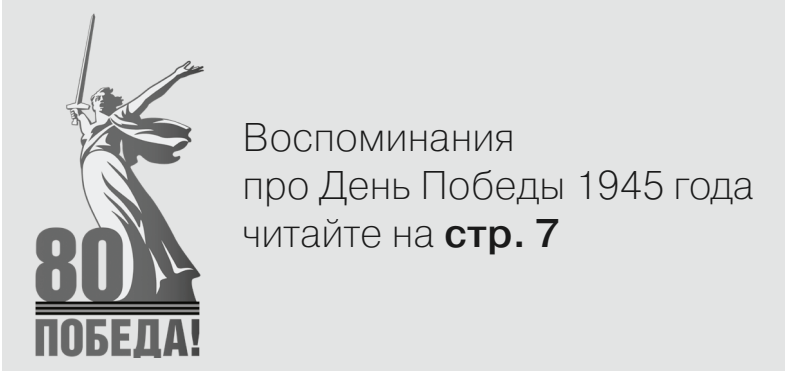 Воспоминания
про День Победы 1945 года
читайте на стр. 7
80
ПОБЕДА!